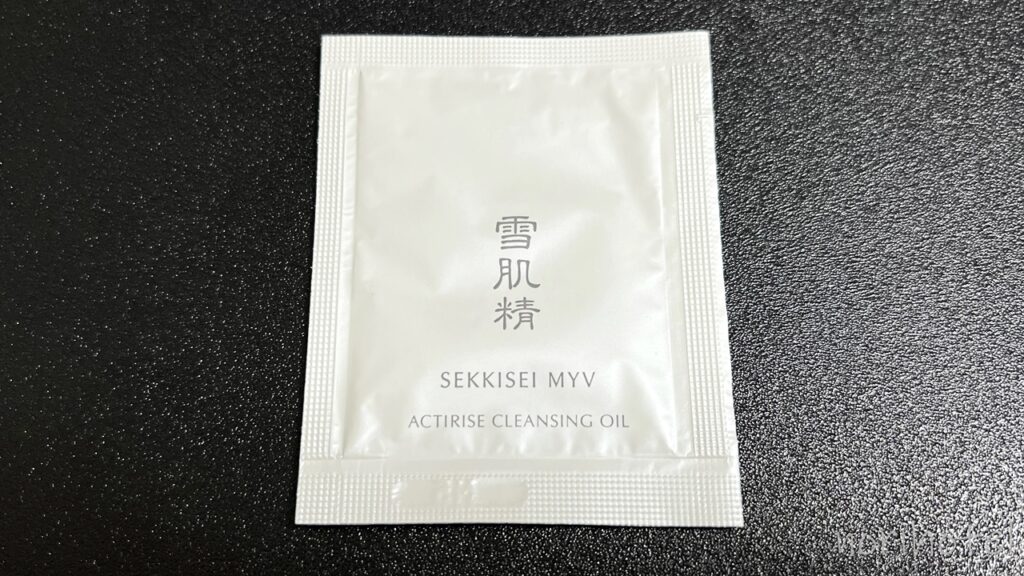 雪肌精
SEKKISEI MYV
ACTIRISE CLEANSING OIL